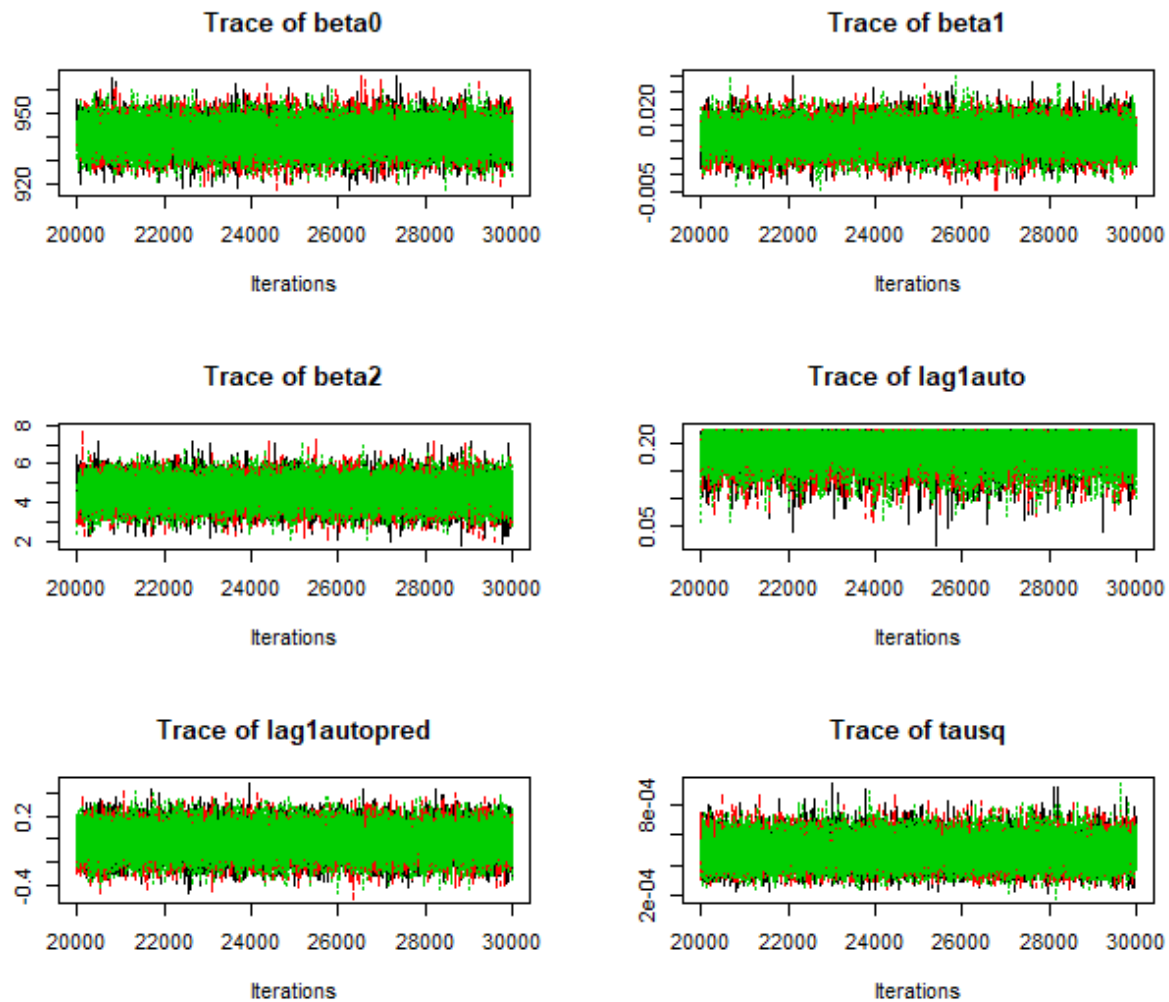 Trace of beta0
950
920
20000 22000 24000 26000 28000 30000
Iterations
Trace of beta1
0.020
-0.005
20000 22000 24000 26000 28000 30000
Iterations
Trace of beta2
8
6
4
2
20000 22000 24000 26000 28000 30000
Iterations
Trace of lag1auto
0.20
0.05
20000 22000 24000 26000 28000 30000
Iterations
Trace of lag1autopred
0.2
-0.4
20000 22000 24000 26000 28000 30000
Iterations
Trace of tausq
8e-04
2e-04
20000 22000 24000 26000 28000 30000
Iterations